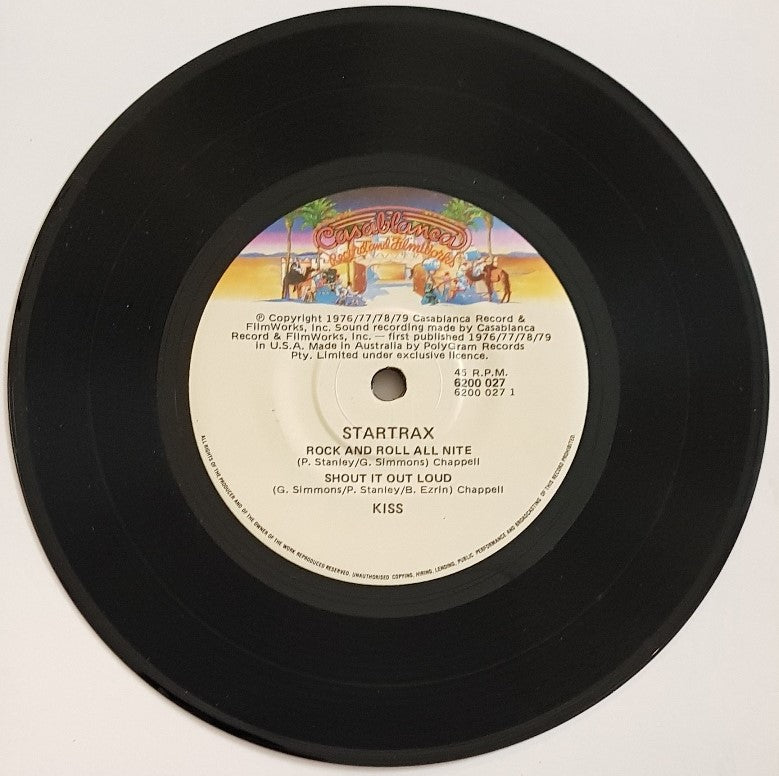 Casablanca
Record and FilmWorks
℗ Copyright 1976/77/78/79 Casablanca Record &
FilmWorks, Inc. Sound recording made by Casablanca
Record & FilmWorks, Inc. — first published 1976/77/78/79
in U.S.A. Made in Australia by PolyGram Records
Pty. Limited under exclusive licence.
45 R.P.M.
6200 027
6200 027 1
STARTRAX
ROCK AND ROLL ALL NITE
(P. Stanley/G. Simmons) Chappell
SHOUT IT OUT LOUD
(G. Simmons/P. Stanley/B. Ezrin) Chappell
KISS
ALL RIGHTS OF THE PRODUCER AND OF THE OWNER OF THE WORK REPRODUCED RESERVED. UNAUTHORISED COPYING, HIRING, LENDING, PUBLIC PERFORMANCE AND BROADCASTING OF THIS RECORD PROHIBITED.